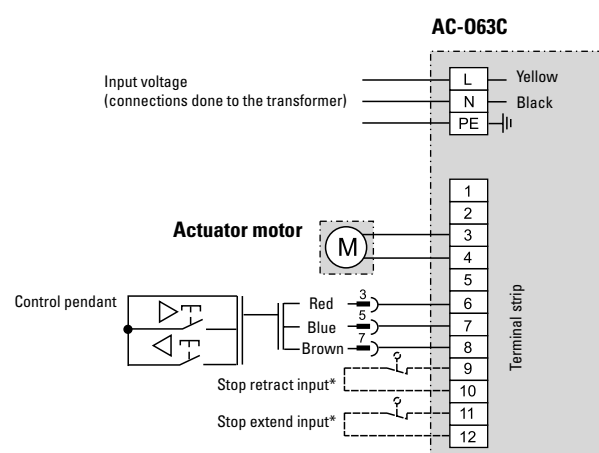 AC-063C
Input voltage
(connections done to the transformer)
L
Yellow
N
Black
PE
1
2
Actuator motor
M
3
4
5
Control pendant
Red
3
6
Blue
5
7
Brown
7
8
Stop retract input*
9
10
Stop extend input*
11
12
Terminal strip